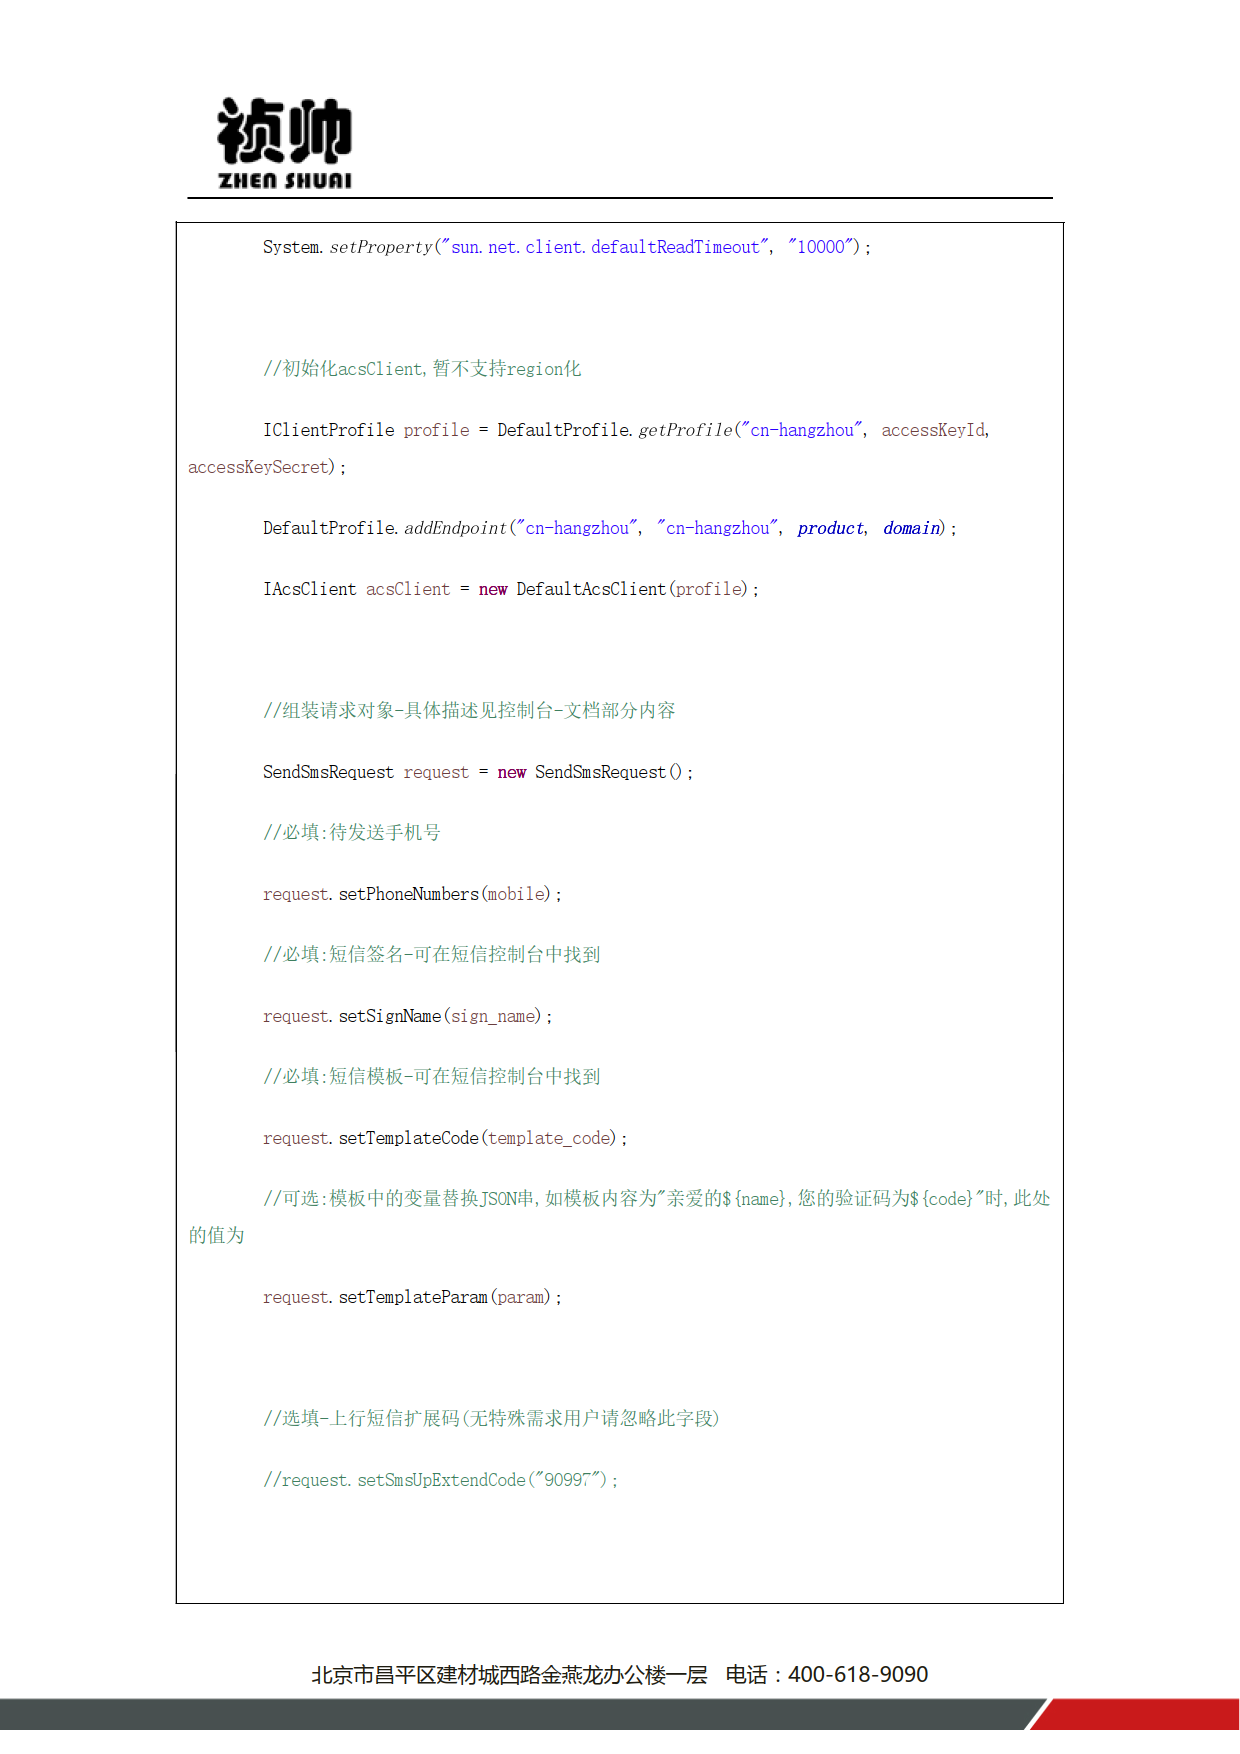 祯帅
ZHEN SHUAI
System.setProperty("sun.net.client.defaultReadTimeout", "10000");
//初始化acsClient,暂不支持region化
IClientProfile profile = DefaultProfile.getProfile("cn-hangzhou", accessKeyId,
accessKeySecret);
DefaultProfile.addEndpoint("cn-hangzhou", "cn-hangzhou", product, domain);
IAcsClient acsClient = new DefaultAcsClient(profile);
//组装请求对象-具体描述见控制台-文档部分内容
SendSmsRequest request = new SendSmsRequest();
//必填:待发送手机号
request.setPhoneNumbers(mobile);
//必填:短信签名-可在短信控制台中找到
request.setSignName(sign_name);
//必填:短信模板-可在短信控制台中找到
request.setTemplateCode(template_code);
//可选:模板中的变量替换JSON串,如模板内容为"亲爱的${name},您的验证码为${code}"时,此处
的值为
request.setTemplateParam(param);
//选填-上行短信扩展码(无特殊需求用户请忽略此字段)
//request.setSmsUpExtendCode("90997");
北京市昌平区建材城西路金燕龙办公楼一层 电话：400-618-9090